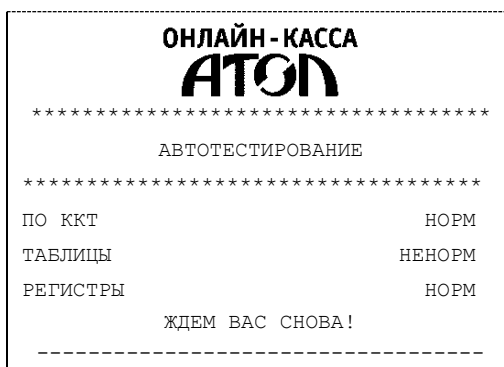 ОНЛАЙН-КАССА
АТОЛ
************************************
АВТОТЕСТИРОВАНИЕ
************************************
ПО ККТ НОРМ
ТАБЛИЦЫ НЕНОРМ
РЕГИСТРЫ НОРМ
ЖДЕМ ВАС СНОВА!
-----------------------------------